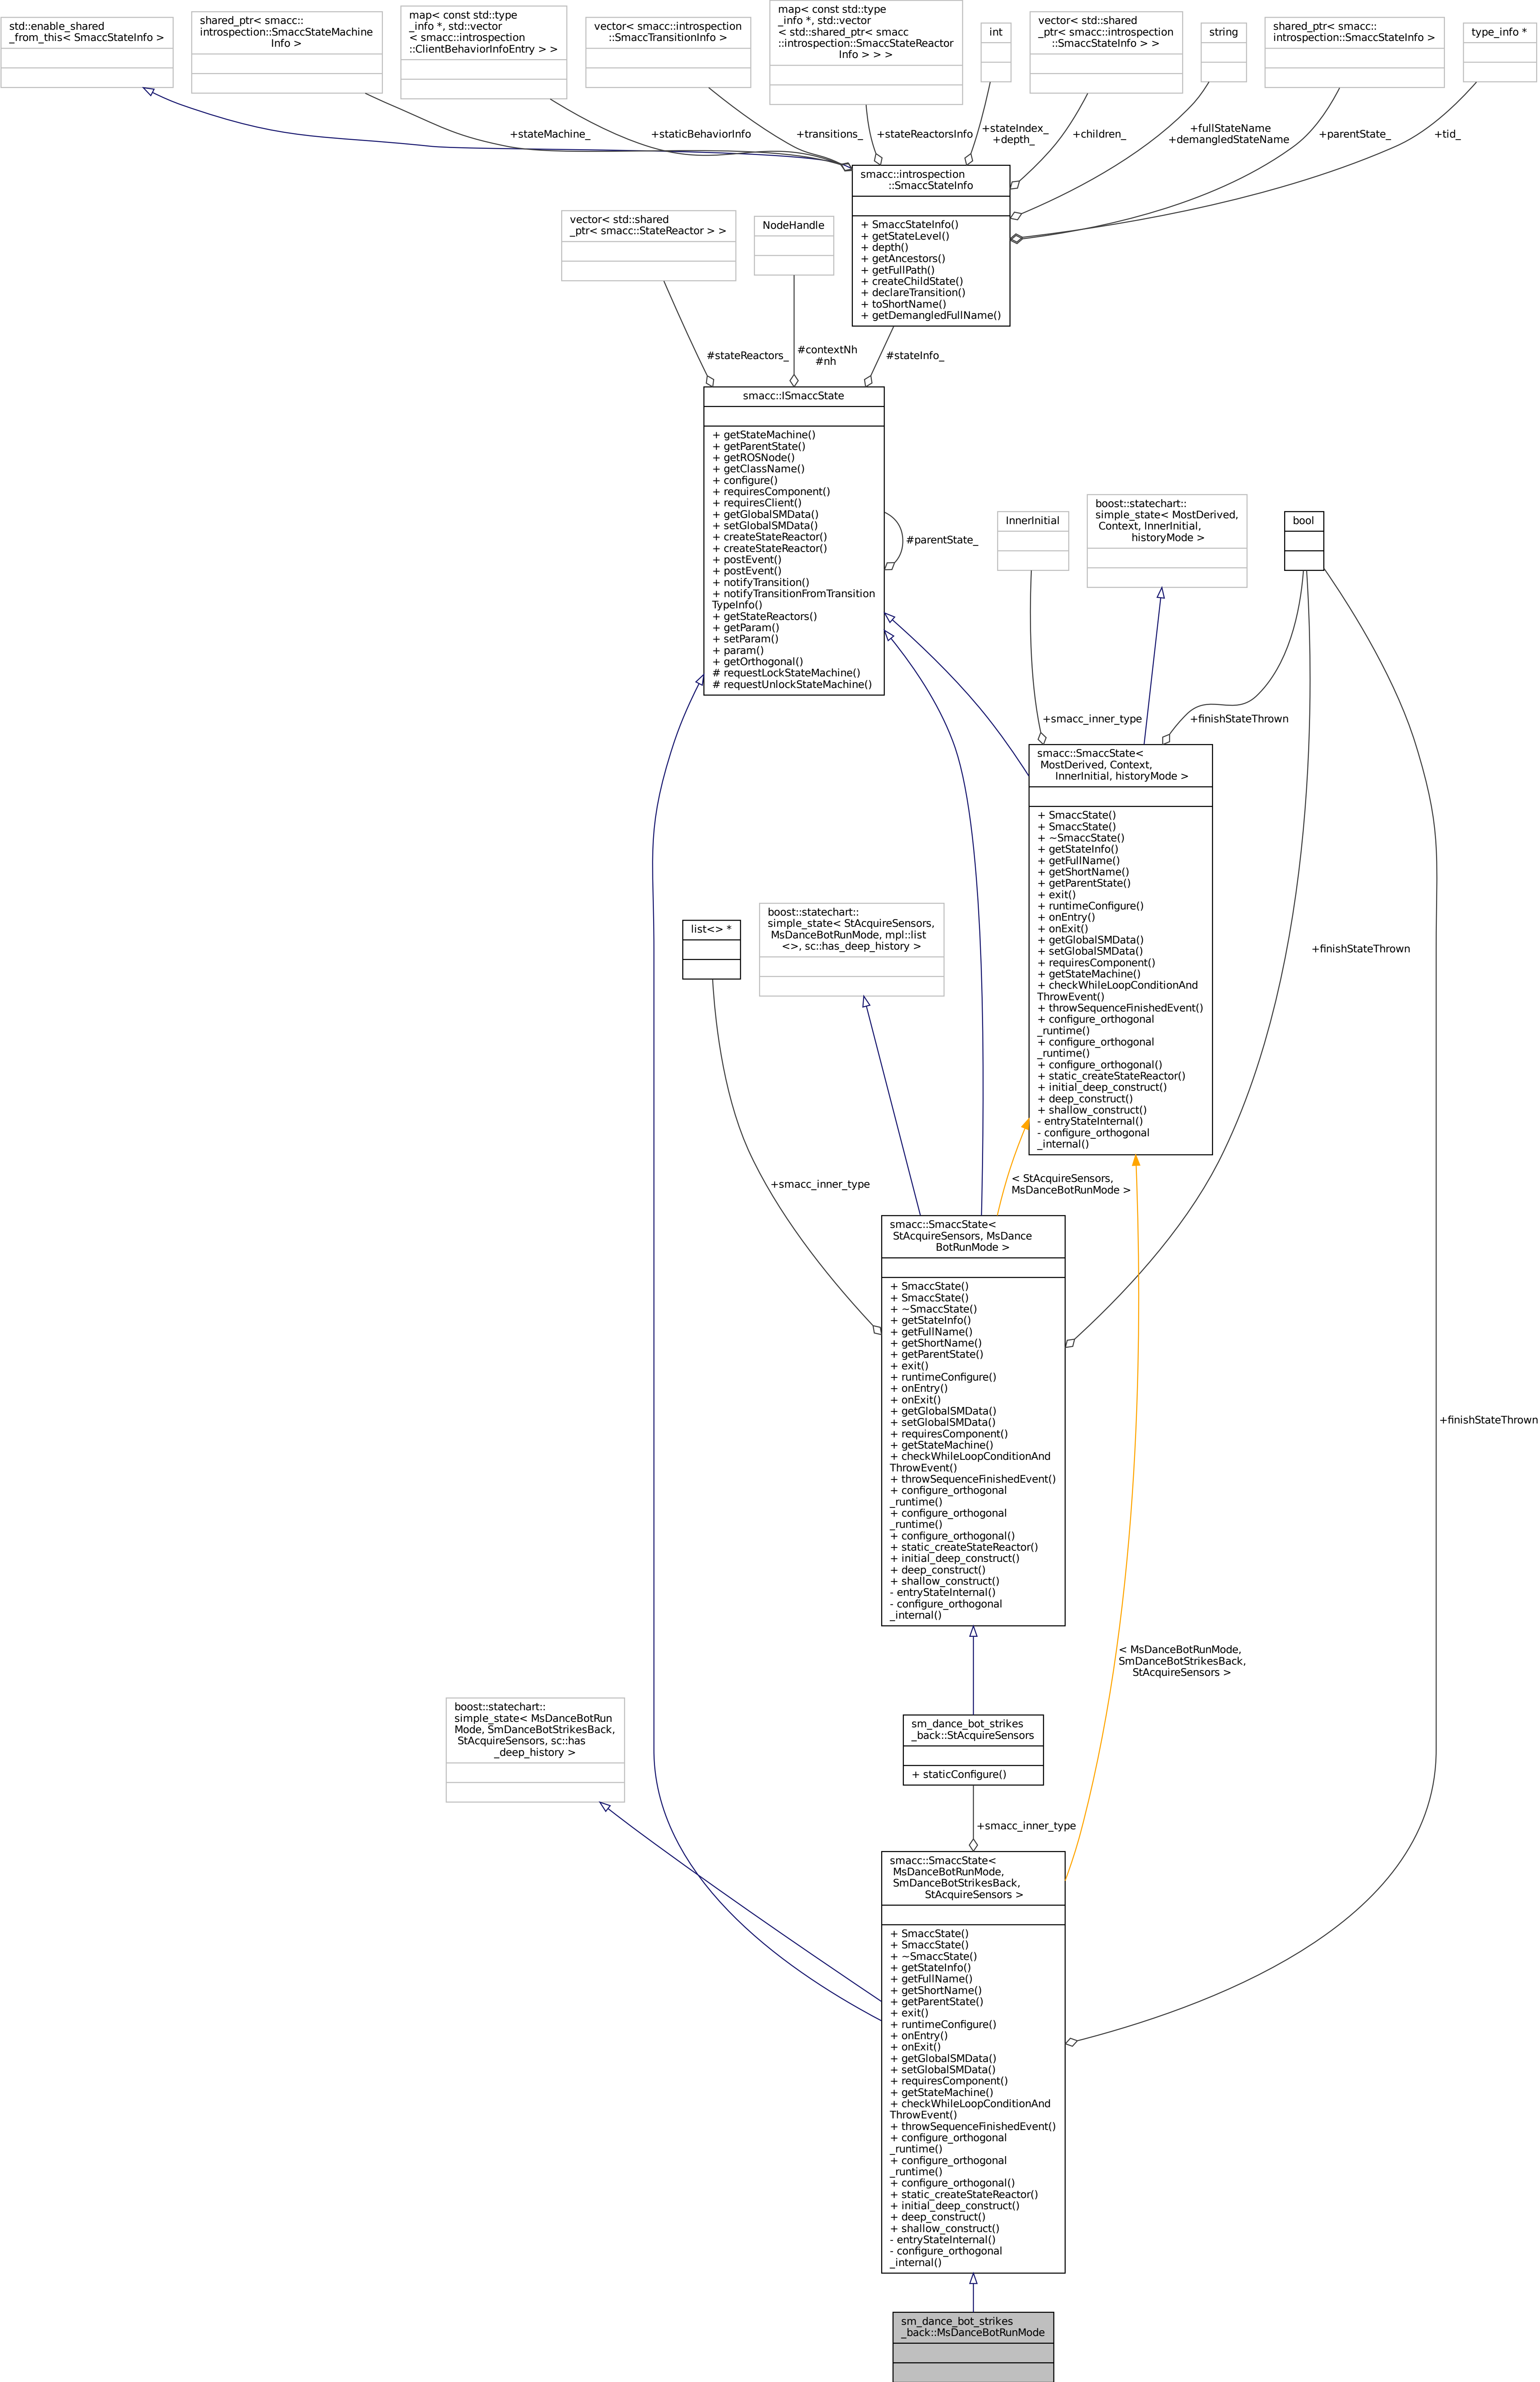 std::enable_shared
_from_this< SmaccStateInfo >
shared_ptr< smacc::
introspection::SmaccStateMachine
Info >
map< const std::type
_info *, std::vector
< smacc::introspection
::ClientBehaviorInfoEntry > >
vector< smacc::introspection
::SmaccTransitionInfo >
map< const std::type
_info *, std::vector
< std::shared_ptr< smacc
::introspection::SmaccStateReactor
Info > > >
int
vector< std::shared
_ptr< smacc::introspection
::SmaccStateInfo > >
string
shared_ptr< smacc::
introspection::SmaccStateInfo >
type_info *
+stateMachine_
+staticBehaviorInfo
+transitions_
+stateReactorsInfo
+stateIndex_
+depth_
+children_
+fullStateName
+demangledStateName
+parentState_
+tid_
smacc::introspection
::SmaccStateInfo
+ SmaccStateInfo()
+ getStateLevel()
+ depth()
+ getAncestors()
+ getFullPath()
+ createChildState()
+ declareTransition()
+ toShortName()
+ getDemangledFullName()
vector< std::shared
_ptr< smacc::StateReactor > >
NodeHandle
#stateReactors_
#contextNh
#nh
#stateInfo_
smacc::ISmaccState
+ getStateMachine()
+ getParentState()
+ getROSNode()
+ getClassName()
+ configure()
+ requiresComponent()
+ requiresClient()
+ getGlobalSMData()
+ setGlobalSMData()
+ createStateReactor()
+ createStateReactor()
+ postEvent()
+ postEvent()
+ notifyTransition()
+ notifyTransitionFromTransition
TypeInfo()
+ getStateReactors()
+ getParam()
+ setParam()
+ param()
+ getOrthogonal()
# requestLockStateMachine()
# requestUnlockStateMachine()
#parentState_
InnerInitial
boost::statechart::
simple_state< MostDerived,
Context, InnerInitial,
historyMode >
bool
+smacc_inner_type
+finishStateThrown
smacc::SmaccState<
MostDerived, Context,
InnerInitial, historyMode >
+ SmaccState()
+ SmaccState()
+ ~SmaccState()
+ getStateInfo()
+ getFullName()
+ getShortName()
+ getParentState()
+ exit()
+ runtimeConfigure()
+ onEntry()
+ onExit()
+ getGlobalSMData()
+ setGlobalSMData()
+ requiresComponent()
+ getStateMachine()
+ checkWhileLoopConditionAnd
ThrowEvent()
+ throwSequenceFinishedEvent()
+ configure_orthogonal
_runtime()
+ configure_orthogonal
_runtime()
+ configure_orthogonal()
+ static_createStateReactor()
+ initial_deep_construct()
+ deep_construct()
+ shallow_construct()
- entryStateInternal()
- configure_orthogonal
_internal()
list<> *
boost::statechart::
simple_state< StAcquireSensors,
MsDanceBotRunMode, mpl::list
<>, sc::has_deep_history >
+finishStateThrown
+smacc_inner_type
< StAcquireSensors,
MsDanceBotRunMode >
smacc::SmaccState<
StAcquireSensors, MsDance
BotRunMode >
+ SmaccState()
+ SmaccState()
+ ~SmaccState()
+ getStateInfo()
+ getFullName()
+ getShortName()
+ getParentState()
+ exit()
+ runtimeConfigure()
+ onEntry()
+ onExit()
+ getGlobalSMData()
+ setGlobalSMData()
+ requiresComponent()
+ getStateMachine()
+ checkWhileLoopConditionAnd
ThrowEvent()
+ throwSequenceFinishedEvent()
+ configure_orthogonal
_runtime()
+ configure_orthogonal
_runtime()
+ configure_orthogonal()
+ static_createStateReactor()
+ initial_deep_construct()
+ deep_construct()
+ shallow_construct()
- entryStateInternal()
- configure_orthogonal
_internal()
+finishStateThrown
< MsDanceBotRunMode,
SmDanceBotStrikesBack,
StAcquireSensors >
boost::statechart::
simple_state< MsDanceBotRun
Mode, SmDanceBotStrikesBack,
StAcquireSensors, sc::has
_deep_history >
sm_dance_bot_strikes
_back::StAcquireSensors
+ staticConfigure()
+smacc_inner_type
smacc::SmaccState<
MsDanceBotRunMode,
SmDanceBotStrikesBack,
StAcquireSensors >
+ SmaccState()
+ SmaccState()
+ ~SmaccState()
+ getStateInfo()
+ getFullName()
+ getShortName()
+ getParentState()
+ exit()
+ runtimeConfigure()
+ onEntry()
+ onExit()
+ getGlobalSMData()
+ setGlobalSMData()
+ requiresComponent()
+ getStateMachine()
+ checkWhileLoopConditionAnd
ThrowEvent()
+ throwSequenceFinishedEvent()
+ configure_orthogonal
_runtime()
+ configure_orthogonal
_runtime()
+ configure_orthogonal()
+ static_createStateReactor()
+ initial_deep_construct()
+ deep_construct()
+ shallow_construct()
- entryStateInternal()
- configure_orthogonal
_internal()
sm_dance_bot_strikes
_back::MsDanceBotRunMode